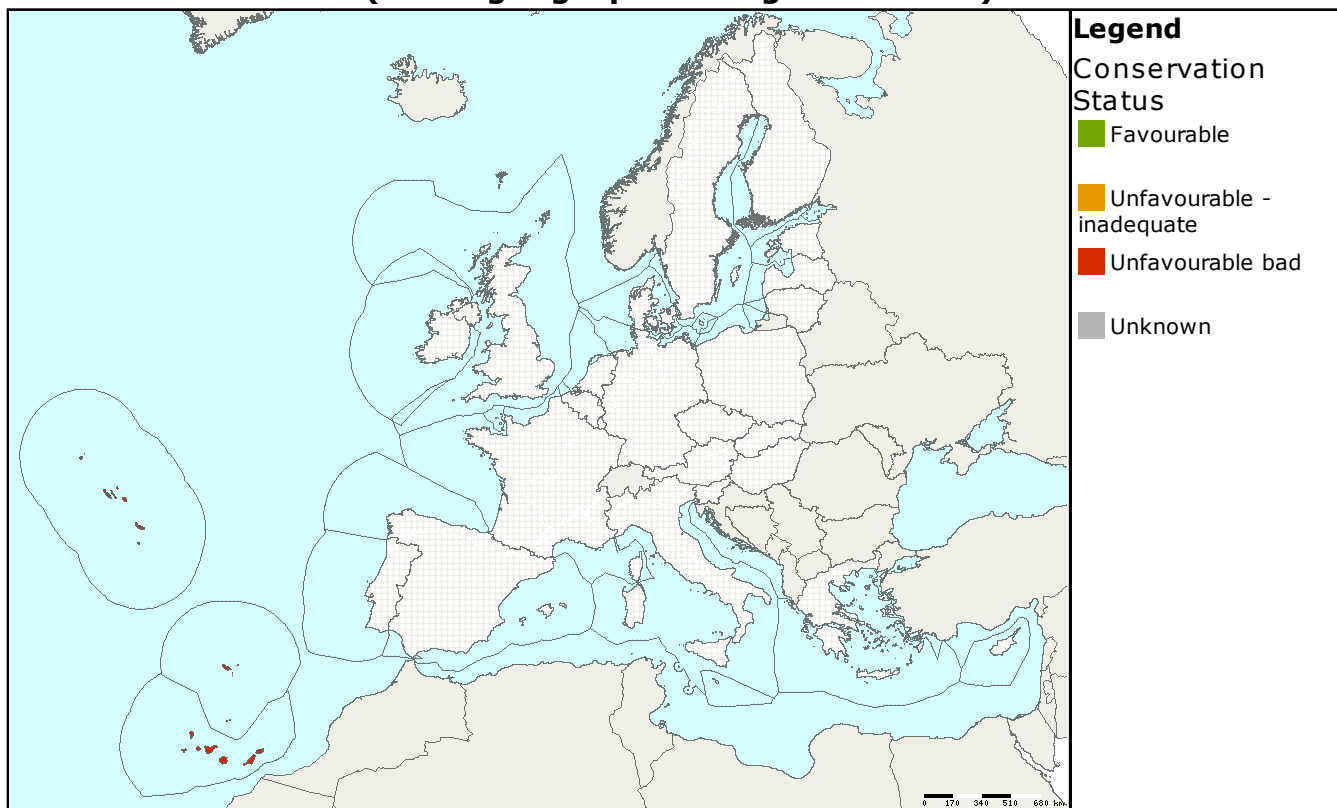 Legend
Conservation
Status
Favourable
Unfavourable -
inadequate
Unfavourable bad
Unknown
0 170 340 510 680 km